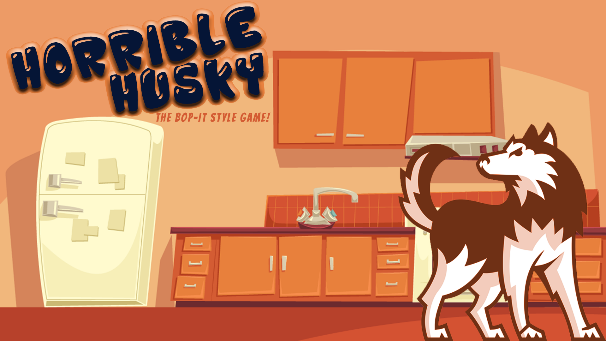 HORRIBLE
HUSKY
THE BOP-IT STYLE GAME!